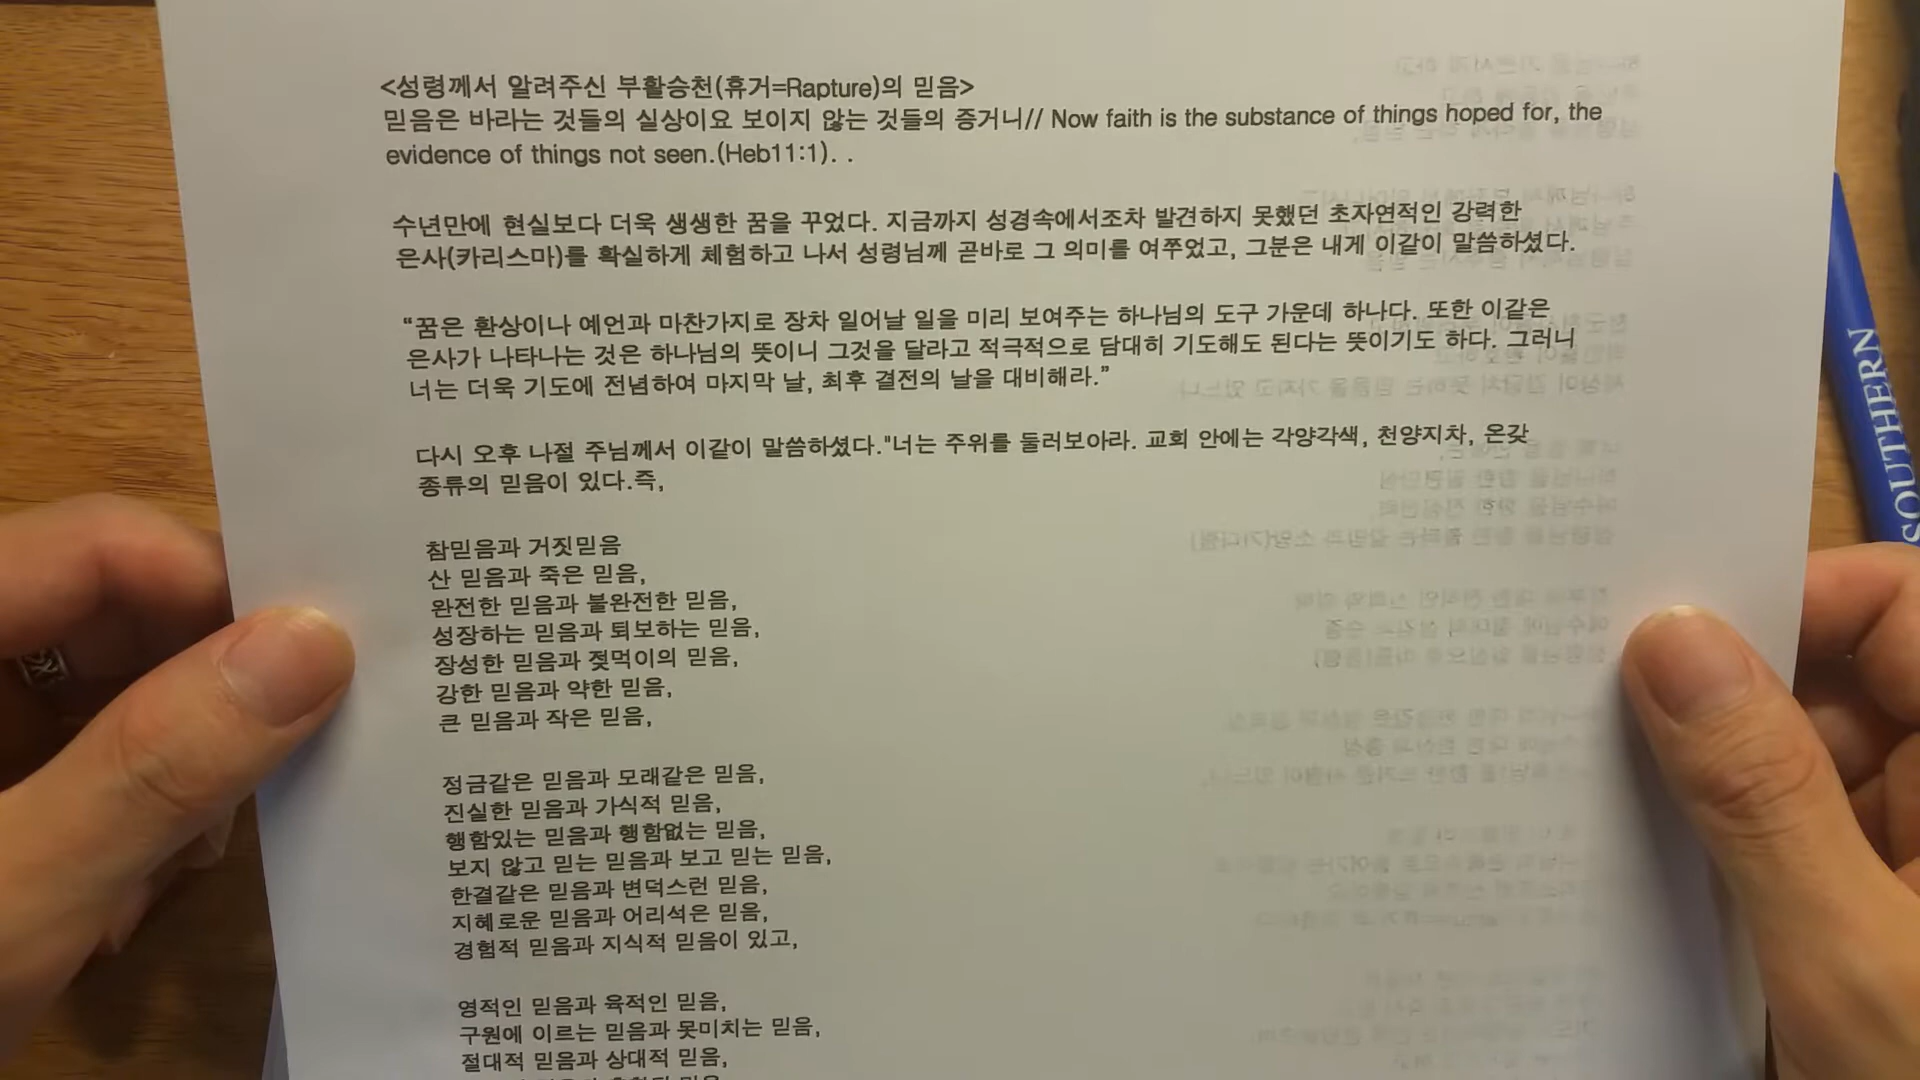 <성령께서 알려주신 부활승천(휴거=Rapture)의 믿음>
믿음은 바라는 것들의 실상이요 보이지 않는 것들의 증거니// Now faith is the substance of things hoped for, the
evidence of things not seen.(Heb11:1). .
수년만에 현실보다 더욱 생생한 꿈을 꾸었다. 지금까지 성경속에서조차 발견하지 못했던 초자연적인 강력한
은사(카리스마)를 확실하게 체험하고 나서 성령님께 곧바로 그 의미를 여쭈었고, 그분은 내게 이같이 말씀하셨다.
“꿈은 환상이나 예언과 마찬가지로 장차 일어날 일을 미리 보여주는 하나님의 도구 가운데 하나다. 또한 이같은
은사가 나타나는 것은 하나님의 뜻이니 그것을 달라고 적극적으로 담대히 기도해도 된다는 뜻이기도 하다. 그러니
너는 더욱 기도에 전념하여 마지막 날, 최후 결전의 날을 대비해라.”
다시 오후 나절 주님께서 이같이 말씀하셨다."너는 주위를 둘러보아라. 교회 안에는 각양각색, 천양지차, 온갖
종류의 믿음이 있다.즉,
참믿음과 거짓믿음
산 믿음과 죽은 믿음,
완전한 믿음과 불완전한 믿음,
성장하는 믿음과 퇴보하는 믿음,
장성한 믿음과 젖먹이의 믿음,
강한 믿음과 약한 믿음,
큰 믿음과 작은 믿음,
정금같은 믿음과 모래같은 믿음,
진실한 믿음과 가식적 믿음,
행함있는 믿음과 행함없는 믿음,
보지 않고 믿는 믿음과 보고 믿는 믿음,
한결같은 믿음과 변덕스런 믿음,
지혜로운 믿음과 어리석은 믿음,
경험적 믿음과 지식적 믿음이 있고,
영적인 믿음과 육적인 믿음,
구원에 이르는 믿음과 못미치는 믿음,
절대적 믿음과 상대적 믿음,
SOUTHERN